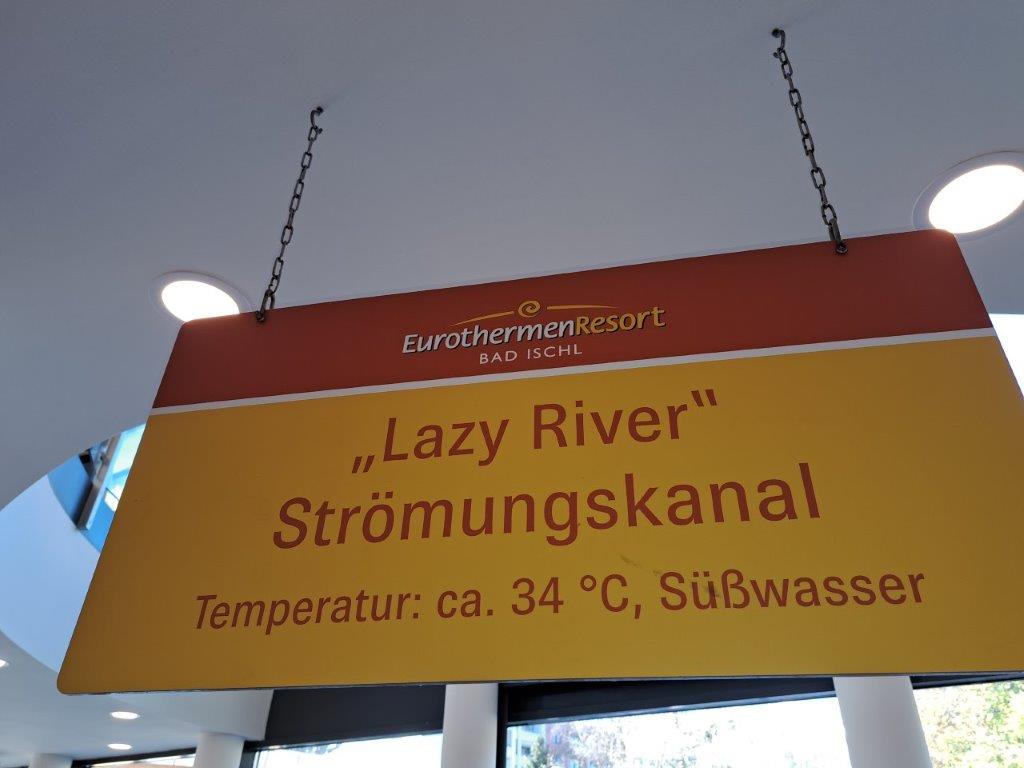 EurothermenResort
BAD ISCHL
„Lazy River"
Strömungskanal
Temperatur: ca. 34 °C, Süßwasser